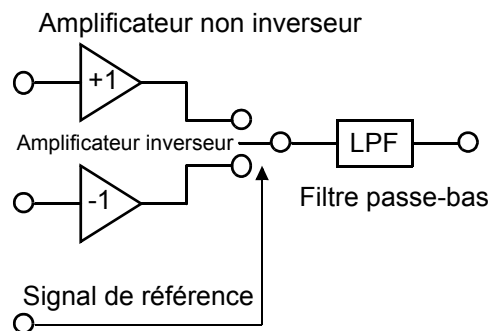 Amplificateur non inverseur
+1
Amplificateur inverseur
LPF
-1
Filtre passe-bas
Signal de référence